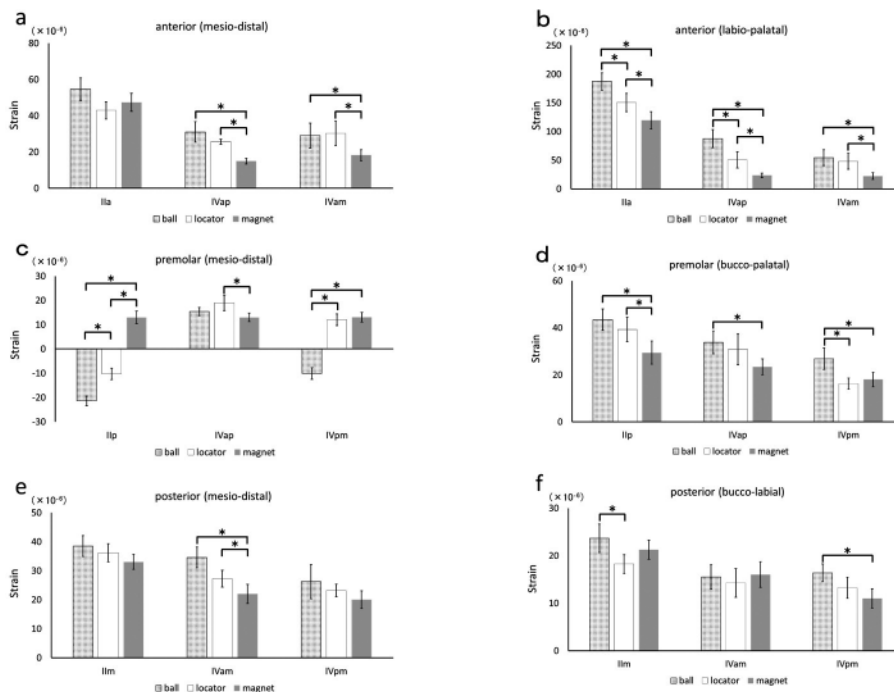 a
(×10⁻⁸)
anterior (mesio-distal)
80
60
40
20
0
Strain
* * * *
IIa IVap IVam
ball locator magnet
b
(×10⁻⁸)
anterior (labio-palatal)
250
200
150
100
50
0
Strain
* * * * * * * *
IIa IVap IVam
ball locator magnet
c
(×10⁻⁶)
premolar (mesio-distal)
30
20
10
0
-10
-20
-30
Strain
* * * * * *
IIp IVap IVpm
ball locator magnet
d
(×10⁻⁸)
premolar (bucco-palatal)
60
40
20
0
Strain
* * * * *
IIp IVap IVpm
ball locator magnet
e
(×10⁻⁶)
posterior (mesio-distal)
50
40
30
20
10
0
Strain
* *
IIm IVam IVpm
ball locator magnet
f
(×10⁻⁶)
posterior (bucco-labial)
30
20
10
0
Strain
* *
IIm IVam IVpm
ball locator magnet